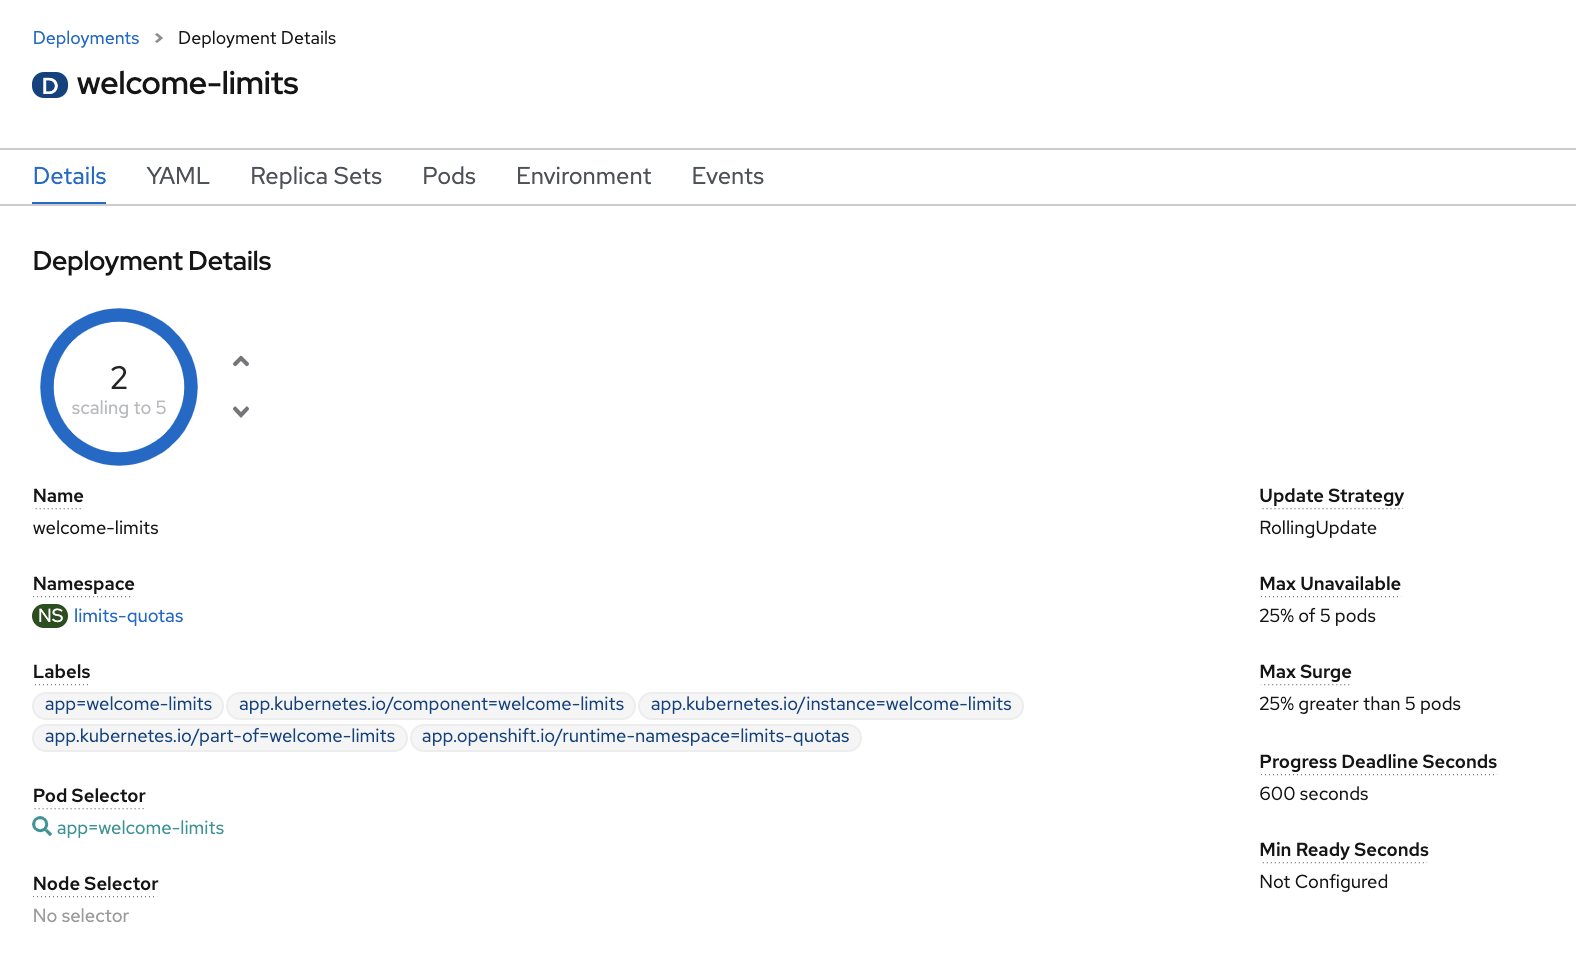 Deployments > Deployment Details
D welcome-limits
Details YAML Replica Sets Pods Environment Events
Deployment Details
2
scaling to 5
Name
welcome-limits
Namespace
NS limits-quotas
Labels
app=welcome-limits app.kubernetes.io/component=welcome-limits app.kubernetes.io/instance=welcome-limits
app.kubernetes.io/part-of=welcome-limits app.openshift.io/runtime-namespace=limits-quotas
Pod Selector
app=welcome-limits
Node Selector
No selector
Update Strategy
RollingUpdate
Max Unavailable
25% of 5 pods
Max Surge
25% greater than 5 pods
Progress Deadline Seconds
600 seconds
Min Ready Seconds
Not Configured